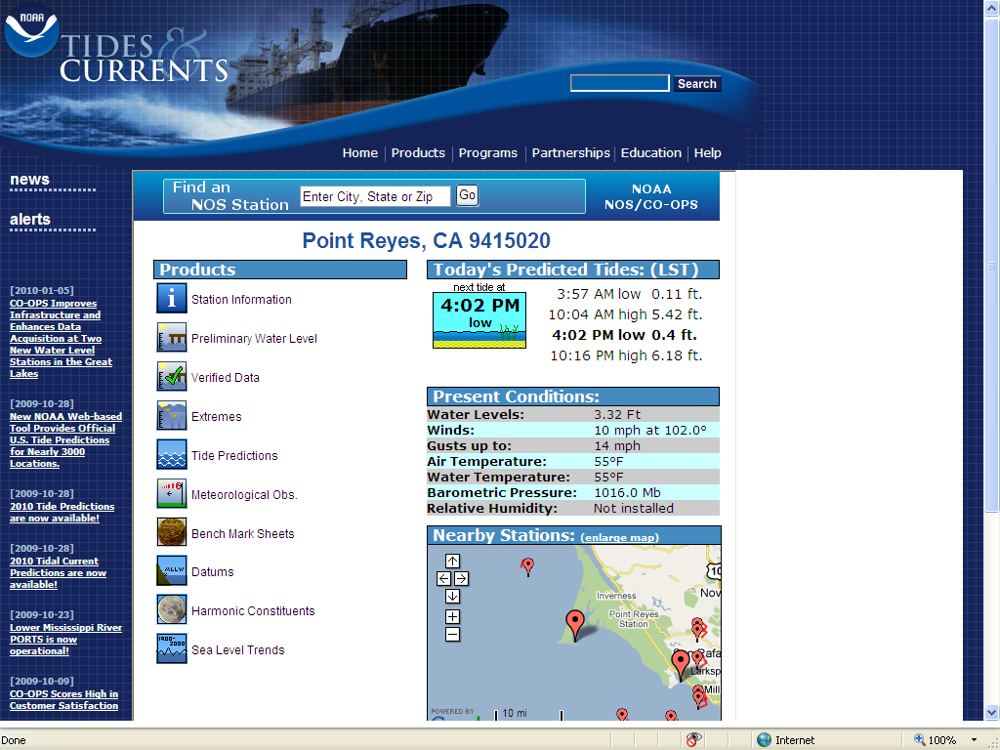 NOAA
TIDES &
CURRENTS
Search
Home Products Programs Partnerships Education Help
news
alerts
[2010-01-05]
CO-OPS Improves
Infrastructure and
Enhances Data
Acquisition at Two
New Water Level
Stations in the Great
Lakes
[2009-10-28]
New NOAA Web-based
Tool Provides Official
U.S. Tide Predictions
for Nearly 3000
Locations.
[2009-10-28]
2010 Tide Predictions
are now available!
[2009-10-28]
2010 Tidal Current
Predictions are now
available!
[2009-10-23]
Lower Mississippi River
PORTS is now
operational!
[2009-10-09]
CO-OPS Scores High in
Customer Satisfaction
Find an
NOS Station
Enter City, State or Zip
Go
NOAA
NOS/CO-OPS
Point Reyes, CA 9415020
Products
Station Information
Preliminary Water Level
Verified Data
Extremes
Tide Predictions
Meteorological Obs.
Bench Mark Sheets
MLLW
Datums
Harmonic Constituents
1900-
2000
Sea Level Trends
Today's Predicted Tides: (LST)
next tide at
4:02 PM
low
3:57 AM low 0.11 ft.
10:04 AM high 5.42 ft.
4:02 PM low 0.4 ft.
10:16 PM high 6.18 ft.
Present Conditions:
Water Levels: 3.32 Ft
Winds: 10 mph at 102.0°
Gusts up to: 14 mph
Air Temperature: 55°F
Water Temperature: 55°F
Barometric Pressure: 1016.0 Mb
Relative Humidity: Not installed
Nearby Stations: (enlarge map)
10
Nov
Inverness
Point Reyes
Station
Rafa
Larksp
Mill
POWERED BY
10 mi
Done
Internet
100%